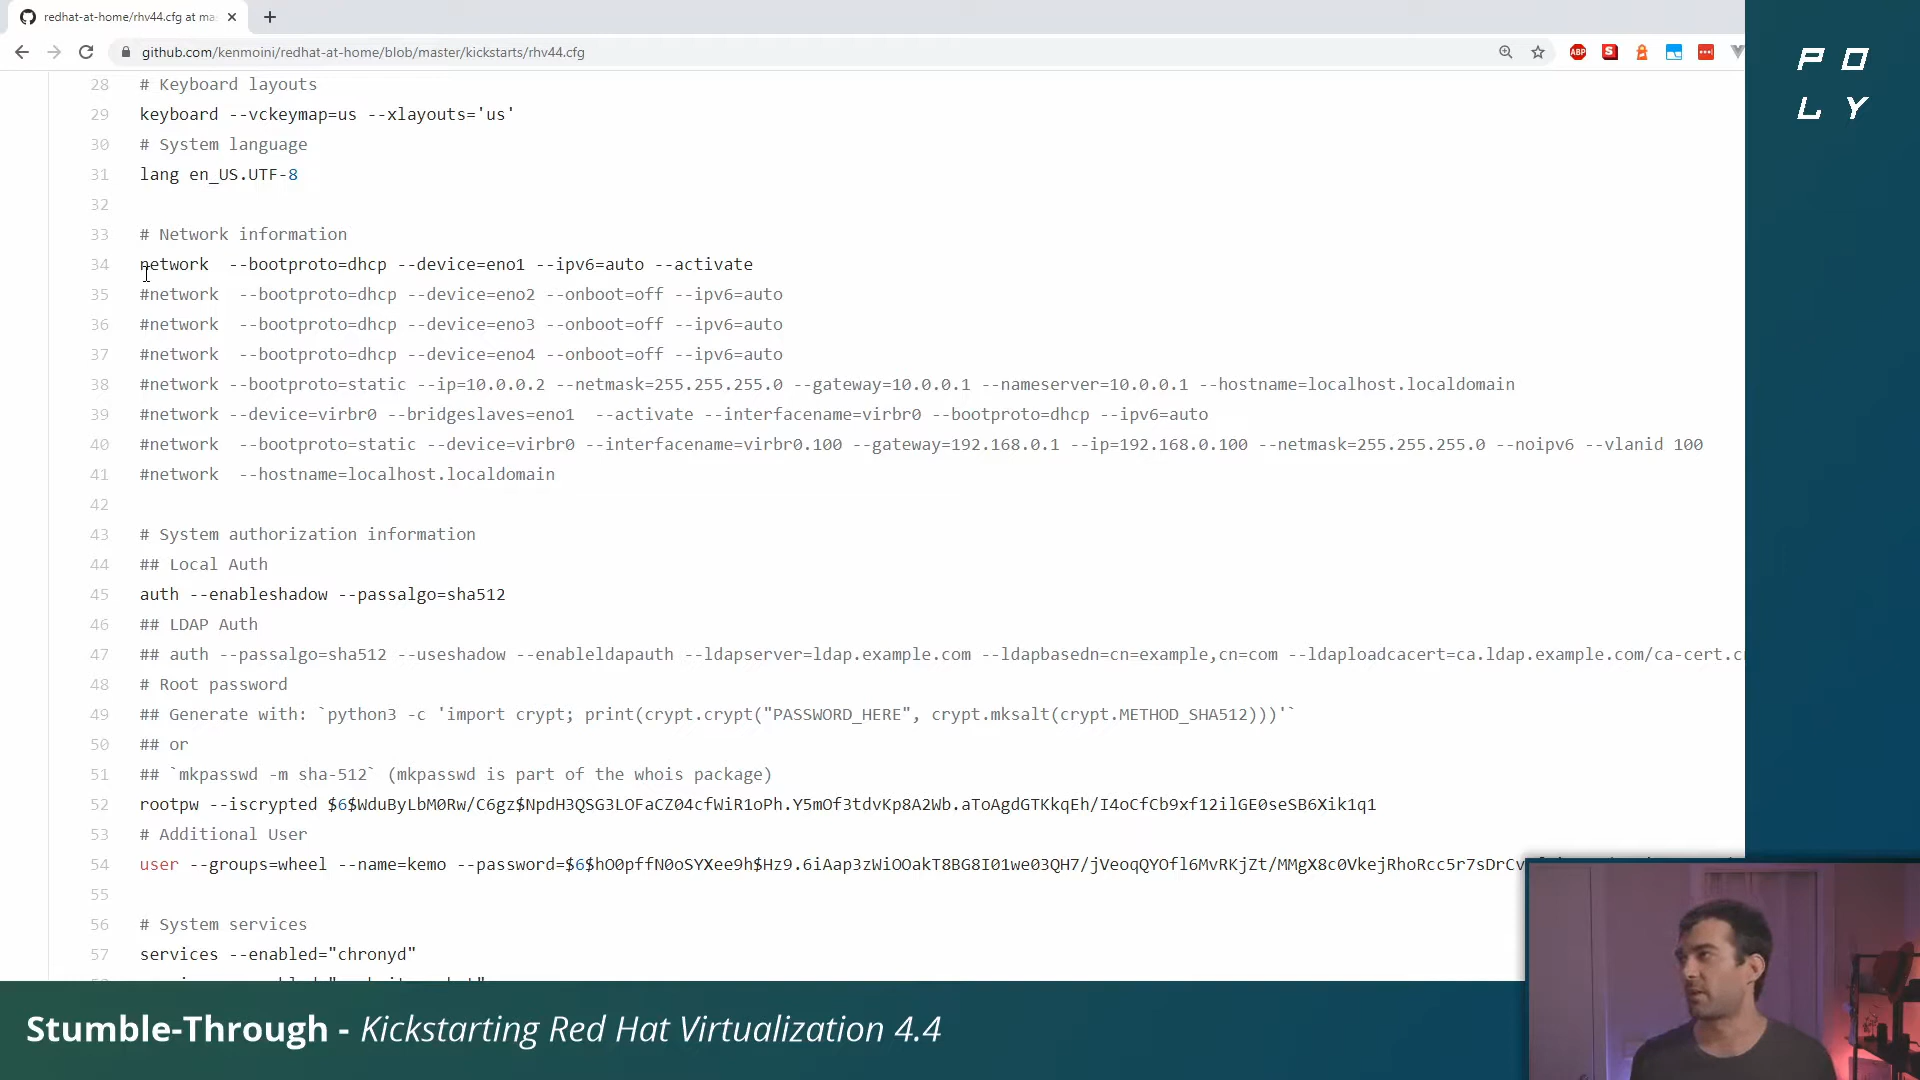 redhat-at-home/rhv44.cfg at ma
github.com/kenmoini/redhat-at-home/blob/master/kickstarts/rhv44.cfg
ABP
S
PO
LY
28 # Keyboard layouts
29 keyboard --vckeymap=us --xlayouts='us'
30 # System language
31 lang en_US.UTF-8
32
33 # Network information
34 network  --bootproto=dhcp --device=eno1 --ipv6=auto --activate
35 #network  --bootproto=dhcp --device=eno2 --onboot=off --ipv6=auto
36 #network  --bootproto=dhcp --device=eno3 --onboot=off --ipv6=auto
37 #network  --bootproto=dhcp --device=eno4 --onboot=off --ipv6=auto
38 #network --bootproto=static --ip=10.0.0.2 --netmask=255.255.255.0 --gateway=10.0.0.1 --nameserver=10.0.0.1 --hostname=localhost.localdomain
39 #network --device=virbr0 --bridgeslaves=eno1  --activate --interfacename=virbr0 --bootproto=dhcp --ipv6=auto
40 #network  --bootproto=static --device=virbr0 --interfacename=virbr0.100 --gateway=192.168.0.1 --ip=192.168.0.100 --netmask=255.255.255.0 --noipv6 --vlanid 100
41 #network  --hostname=localhost.localdomain
42
43 # System authorization information
44 ## Local Auth
45 auth --enableshadow --passalgo=sha512
46 ## LDAP Auth
47 ## auth --passalgo=sha512 --useshadow --enableldapauth --ldapserver=ldap.example.com --ldapbasedn=cn=example,cn=com --ldaploadcacert=ca.ldap.example.com/ca-cert.c
48 # Root password
49 ## Generate with: `python3 -c 'import crypt; print(crypt.crypt("PASSWORD_HERE", crypt.mksalt(crypt.METHOD_SHA512)))'`
50 ## or
51 ## `mkpasswd -m sha-512` (mkpasswd is part of the whois package)
52 rootpw --iscrypted $6$WduByLbM0Rw/C6gz$NpdH3QSG3LOFaCZ04cfWiR1oPh.Y5mOf3tdvKp8A2Wb.aToAgdGTKkqEh/I4oCfCb9xf12ilGE0seSB6Xik1q1
53 # Additional User
54 user --groups=wheel --name=kemo --password=$6$hO0pffN0oSYXee9h$Hz9.6iAap3zWiOOakT8BG8I01we03QH7/jVeoqQYOfl6MvRKjZt/MMgX8c0VkejRhoRcc5r7sDrCv
55
56 # System services
57 services --enabled="chronyd"
Stumble-Through - Kickstarting Red Hat Virtualization 4.4